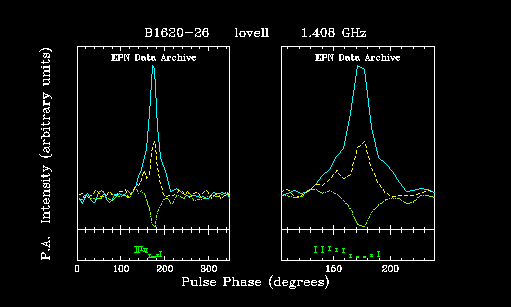 B1620-26 lovell 1.408 GHz
EPN Data Archive
EPN Data Archive
P.A. Intensity (arbitrary units)
0 100 200 300
160 200
Pulse Phase (degrees)